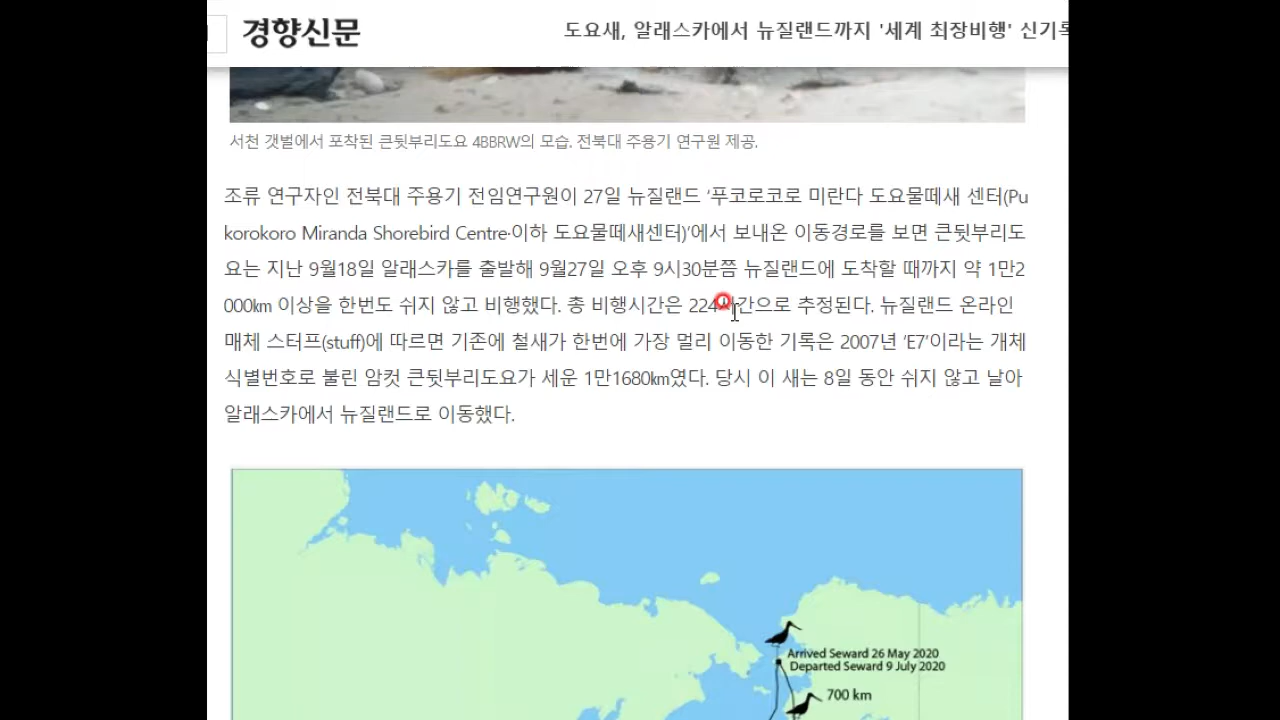 경향신문
도요새, 알래스카에서 뉴질랜드까지 '세계 최장비행' 신기록
서천 갯벌에서 포착된 큰뒷부리도요 4BBRW의 모습. 전북대 주용기 연구원 제공.
조류 연구자인 전북대 주용기 전임연구원이 27일 뉴질랜드 ‘푸코로코로 미란다 도요물떼새 센터(Pu
korokoro Miranda Shorebird Centre·이하 도요물떼새센터)’에서 보내온 이동경로를 보면 큰뒷부리도
요는 지난 9월18일 알래스카를 출발해 9월27일 오후 9시30분쯤 뉴질랜드에 도착할 때까지 약 1만2
000㎞ 이상을 한번도 쉬지 않고 비행했다. 총 비행시간은 224시간으로 추정된다. 뉴질랜드 온라인
매체 스터프(stuff)에 따르면 기존에 철새가 한번에 가장 멀리 이동한 기록은 2007년 ‘E7’이라는 개체
식별번호로 불린 암컷 큰뒷부리도요가 세운 1만1680㎞였다. 당시 이 새는 8일 동안 쉬지 않고 날아
알래스카에서 뉴질랜드로 이동했다.
Arrived Seward 26 May 2020
Departed Seward 9 July 2020
700 km